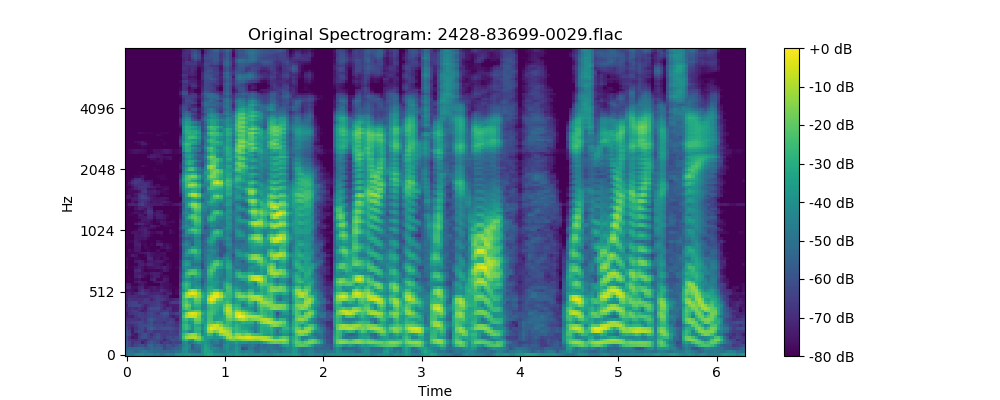 Original Spectrogram: 2428-83699-0029.flac
Hz
4096
2048
1024
512
0
0 1 2 3 4 5 6
Time
+0 dB
-10 dB
-20 dB
-30 dB
-40 dB
-50 dB
-60 dB
-70 dB
-80 dB